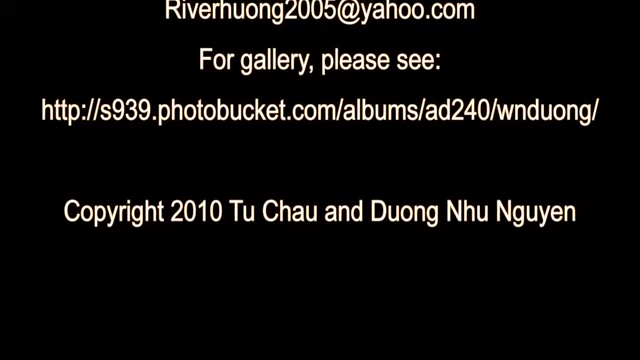 Riverhuong2005@yahoo.com
For gallery, please see:
http://s939.photobucket.com/albums/ad240/wnduong/
Copyright 2010 Tu Chau and Duong Nhu Nguyen